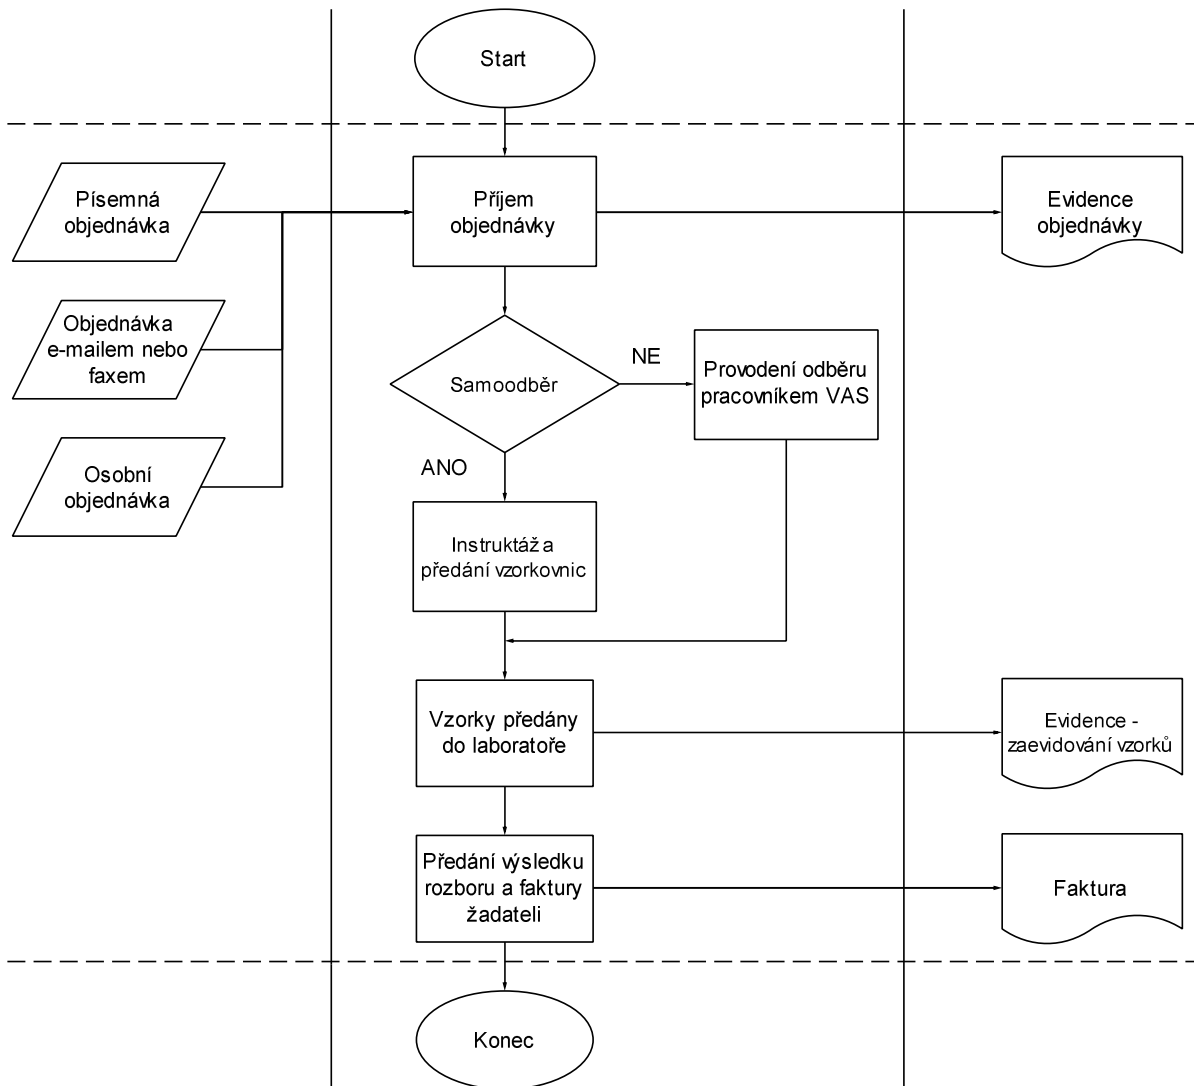 Start
Písemná
objednávka
Příjem
objednávky
Evidence
objednávky
Objednávka
e-mailem nebo
faxem
Samoodběr
NE
Provodení odběru
pracovníkem VAS
ANO
Osobní
objednávka
Instruktáž a
předání vzorkovnic
Vzorky předány
do laboratoře
Evidence -
zaevidování vzorků
Předání výsledku
rozboru a faktury
žadateli
Faktura
Konec